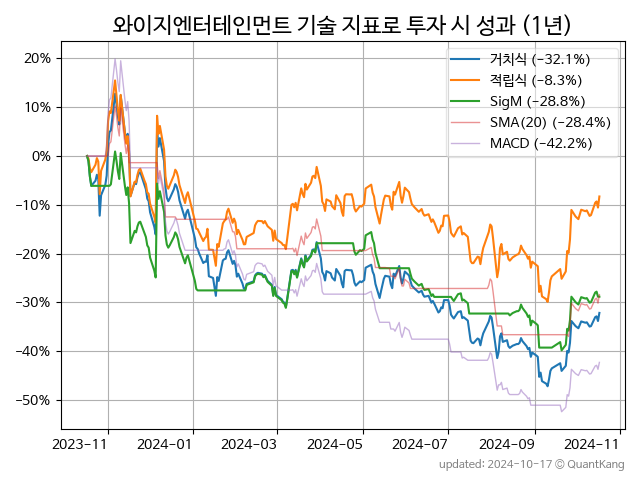 와이지엔터테인먼트 기술 지표로 투자 시 성과 (1년)
거치식 (−32.1%)
적립식 (−8.3%)
SigM (−28.8%)
SMA(20) (−28.4%)
MACD (−42.2%)
20%
10%
0%
−10%
−20%
−30%
−40%
−50%
2023-11 2024-01 2024-03 2024-05 2024-07 2024-09 2024-11
updated: 2024-10-17 © QuantKang